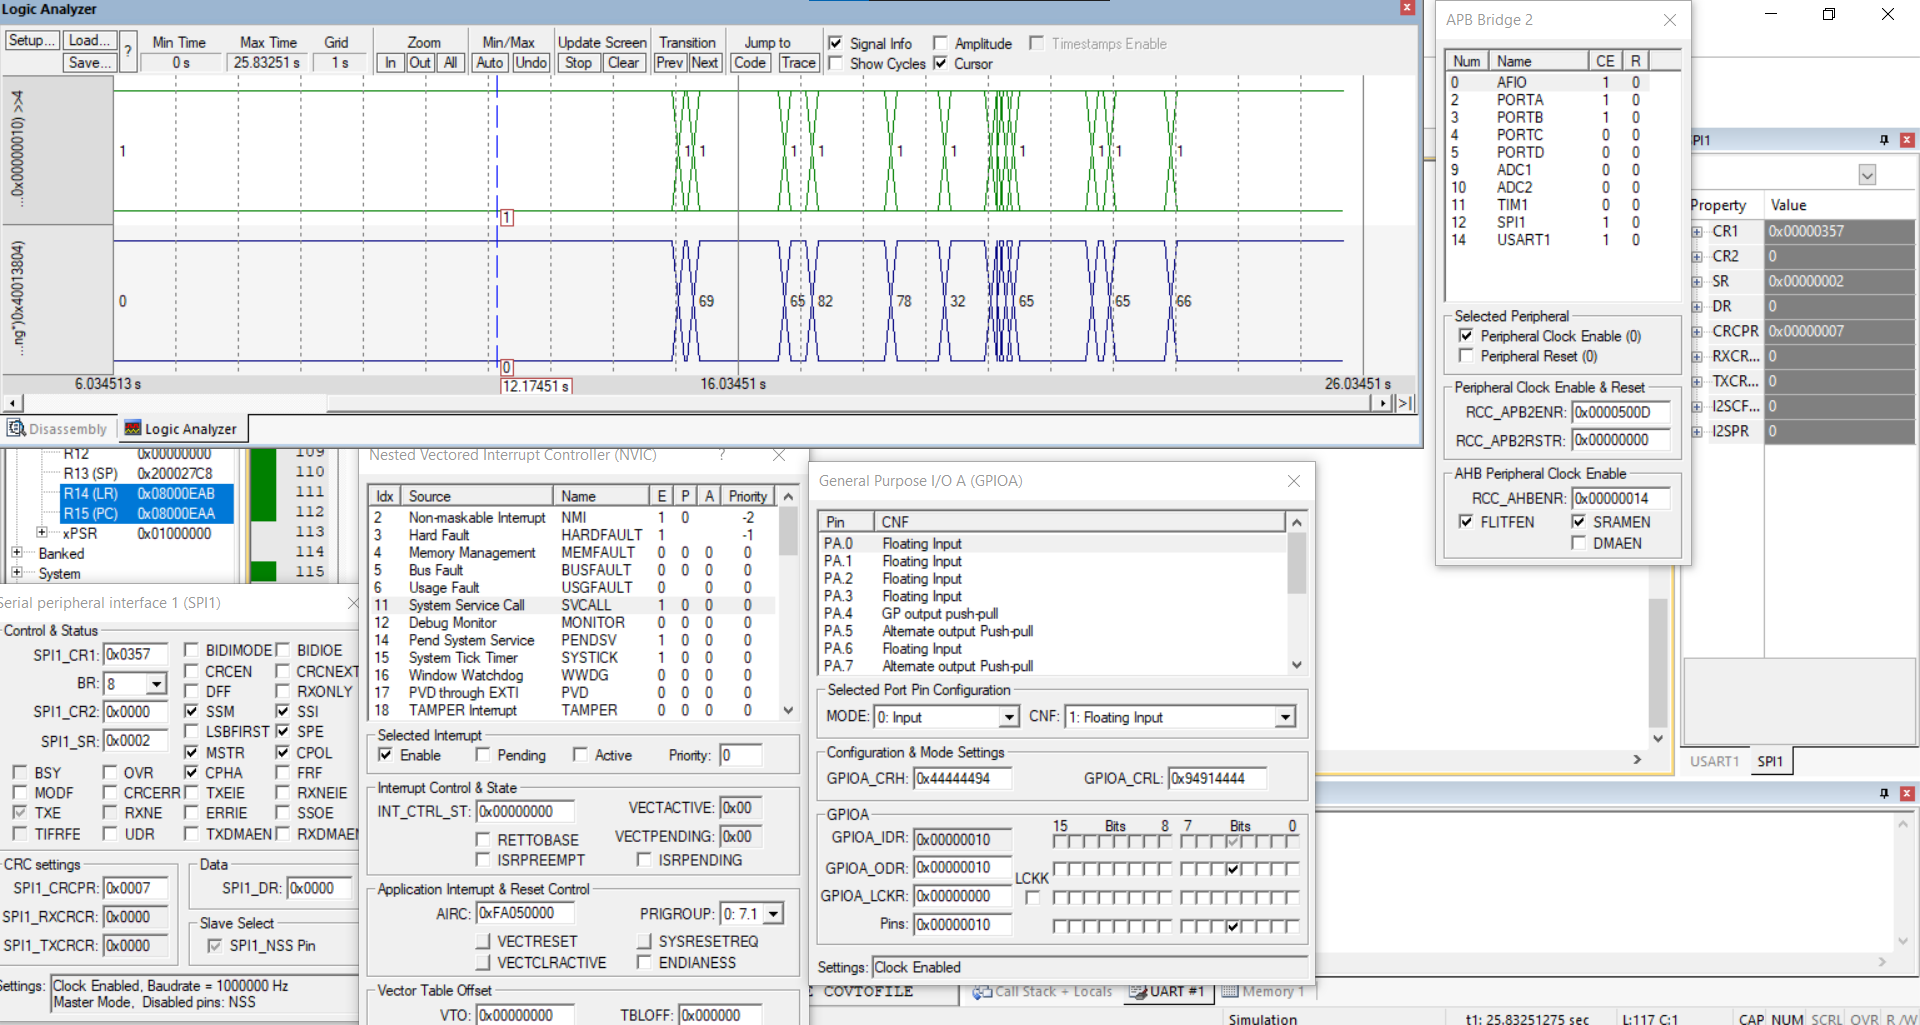 Logic Analyzer
Setup... Load... Save... ?
Min Time Max Time Grid
0 s 25.83251 s 1 s
Zoom Min/Max Update Screen Transition Jump to
In Out All Auto Undo Stop Clear Prev Next Code Trace
Signal Info Amplitude Timestamps Enable
Show Cycles Cursor
...0x00000010) >>4
1 1 1 1 1 1 1 1 1 1 1
1
...ng")0x40013804)
0 69 65 82 78 32 65 65 66
0
6.034513 s 12.17451 s 16.03451 s 26.03451 s
>|
Disassembly Logic Analyzer
R12 0x00000000
R13 (SP) 0x200027C8
R14 (LR) 0x08000EAB
R15 (PC) 0x08000EAA
xPSR 0x01000000
Banked
System
109
110
111
112
113
114
115
APB Bridge 2
Num Name CE R
0 AFIO 1 0
2 PORTA 1 0
3 PORTB 1 0
4 PORTC 0 0
5 PORTD 0 0
9 ADC1 0 0
10 ADC2 0 0
11 TIM1 0 0
12 SPI1 1 0
14 USART1 1 0
Selected Peripheral
Peripheral Clock Enable (0)
Peripheral Reset (0)
Peripheral Clock Enable & Reset
RCC_APB2ENR: 0x0000500D
RCC_APB2RSTR: 0x00000000
AHB Peripheral Clock Enable
RCC_AHBENR: 0x00000014
FLITFEN SRAMEN
DMAEN
PI1
Property Value
CR1 0x00000357
CR2 0
SR 0x00000002
DR 0
CRCPR 0x00000007
RXCR... 0
TXCR... 0
I2SCF... 0
I2SPR 0
USART1 SPI1
Serial peripheral interface 1 (SPI1)
Control & Status
SPI1_CR1: 0x0357 BIDIMODE BIDIOE
CRCEN CRCNEXT
BR: 8 DFF RXONLY
SPI1_CR2: 0x0000 SSM SSI
LSBFIRST SPE
SPI1_SR: 0x0002 MSTR CPOL
BSY OVR CPHA FRF
MODF CRCERR TXEIE RXNEIE
TXE RXNE ERRIE SSOE
TIFRFE UDR TXDMAEN RXDMAEN
CRC settings Data
SPI1_CRCPR: 0x0007 SPI1_DR: 0x0000
SPI1_RXCRCR: 0x0000 Slave Select
SPI1_TXCRCR: 0x0000 SPI1_NSS Pin
Settings: Clock Enabled, Baudrate = 1000000 Hz
Master Mode, Disabled pins: NSS
Nested Vectored Interrupt Controller (NVIC) ?
Idx Source Name E P A Priority
2 Non-maskable Interrupt NMI 1 0 -2
3 Hard Fault HARDFAULT 1 -1
4 Memory Management MEMFAULT 0 0 0 0
5 Bus Fault BUSFAULT 0 0 0 0
6 Usage Fault USGFAULT 0 0 0
11 System Service Call SVCALL 1 0 0 0
12 Debug Monitor MONITOR 0 0 0 0
14 Pend System Service PENDSV 1 0 0 0
15 System Tick Timer SYSTICK 1 0 0 0
16 Window Watchdog WWDG 0 0 0 0
17 PVD through EXTI PVD 0 0 0 0
18 TAMPER Interrupt TAMPER 0 0 0 0
Selected Interrupt
Enable Pending Active Priority: 0
Interrupt Control & State
INT_CTRL_ST: 0x00000000 VECTACTIVE: 0x00
RETTOBASE VECTPENDING: 0x00
ISRPREEMPT ISRPENDING
Application Interrupt & Reset Control
AIRC: 0xFA050000 PRIGROUP: 0: 7.1
VECTRESET SYSRESETREQ
VECTCLRACTIVE ENDIANESS
Vector Table Offset
VTO: 0x00000000 TBLOFF: 0x000000
General Purpose I/O A (GPIOA)
Pin CNF
PA.0 Floating Input
PA.1 Floating Input
PA.2 Floating Input
PA.3 Floating Input
PA.4 GP output push-pull
PA.5 Alternate output Push-pull
PA.6 Floating Input
PA.7 Alternate output Push-pull
Selected Port Pin Configuration
MODE: 0: Input CNF: 1: Floating Input
Configuration & Mode Settings
GPIOA_CRH: 0x44444494 GPIOA_CRL: 0x94914444
GPIOA
15 Bits 8 7 Bits 0
GPIOA_IDR: 0x00000010
GPIOA_ODR: 0x00000010
GPIOA_LCKR: 0x00000000 LCKK
Pins: 0x00000010
Settings: Clock Enabled
COVTOFILE Call Stack + Locals UART #1 Memory 1
Simulation t1: 25.83251275 sec L:117 C:1 CAP NUM SCRL OVR R/W